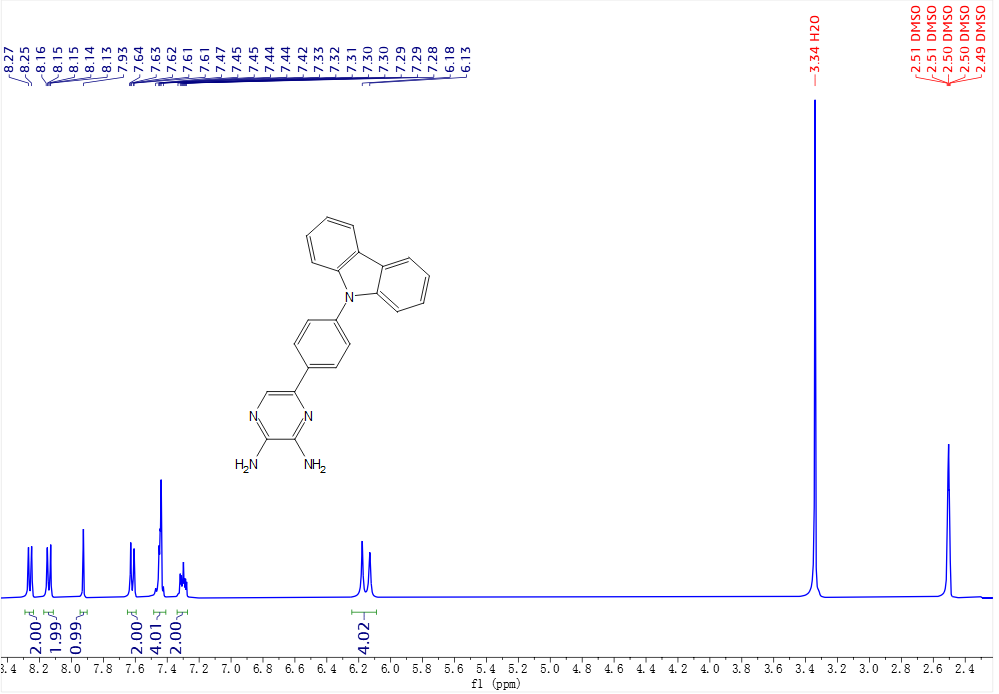 8.27
8.25
8.16
8.15
8.15
8.14
8.13
7.93
7.64
7.63
7.62
7.61
7.61
7.47
7.45
7.45
7.44
7.44
7.42
7.33
7.32
7.31
7.30
7.30
7.29
7.29
7.28
6.18
6.13
3.34 H2O
2.51 DMSO
2.51 DMSO
2.50 DMSO
2.50 DMSO
2.49 DMSO
N
N
N
H₂N
NH₂
2.00
1.99
0.99
2.00
4.01
2.00
4.02
8.4 8.2 8.0 7.8 7.6 7.4 7.2 7.0 6.8 6.6 6.4 6.2 6.0 5.8 5.6 5.4 5.2 5.0 4.8 4.6 4.4 4.2 4.0 3.8 3.6 3.4 3.2 3.0 2.8 2.6 2.4
f1 (ppm)